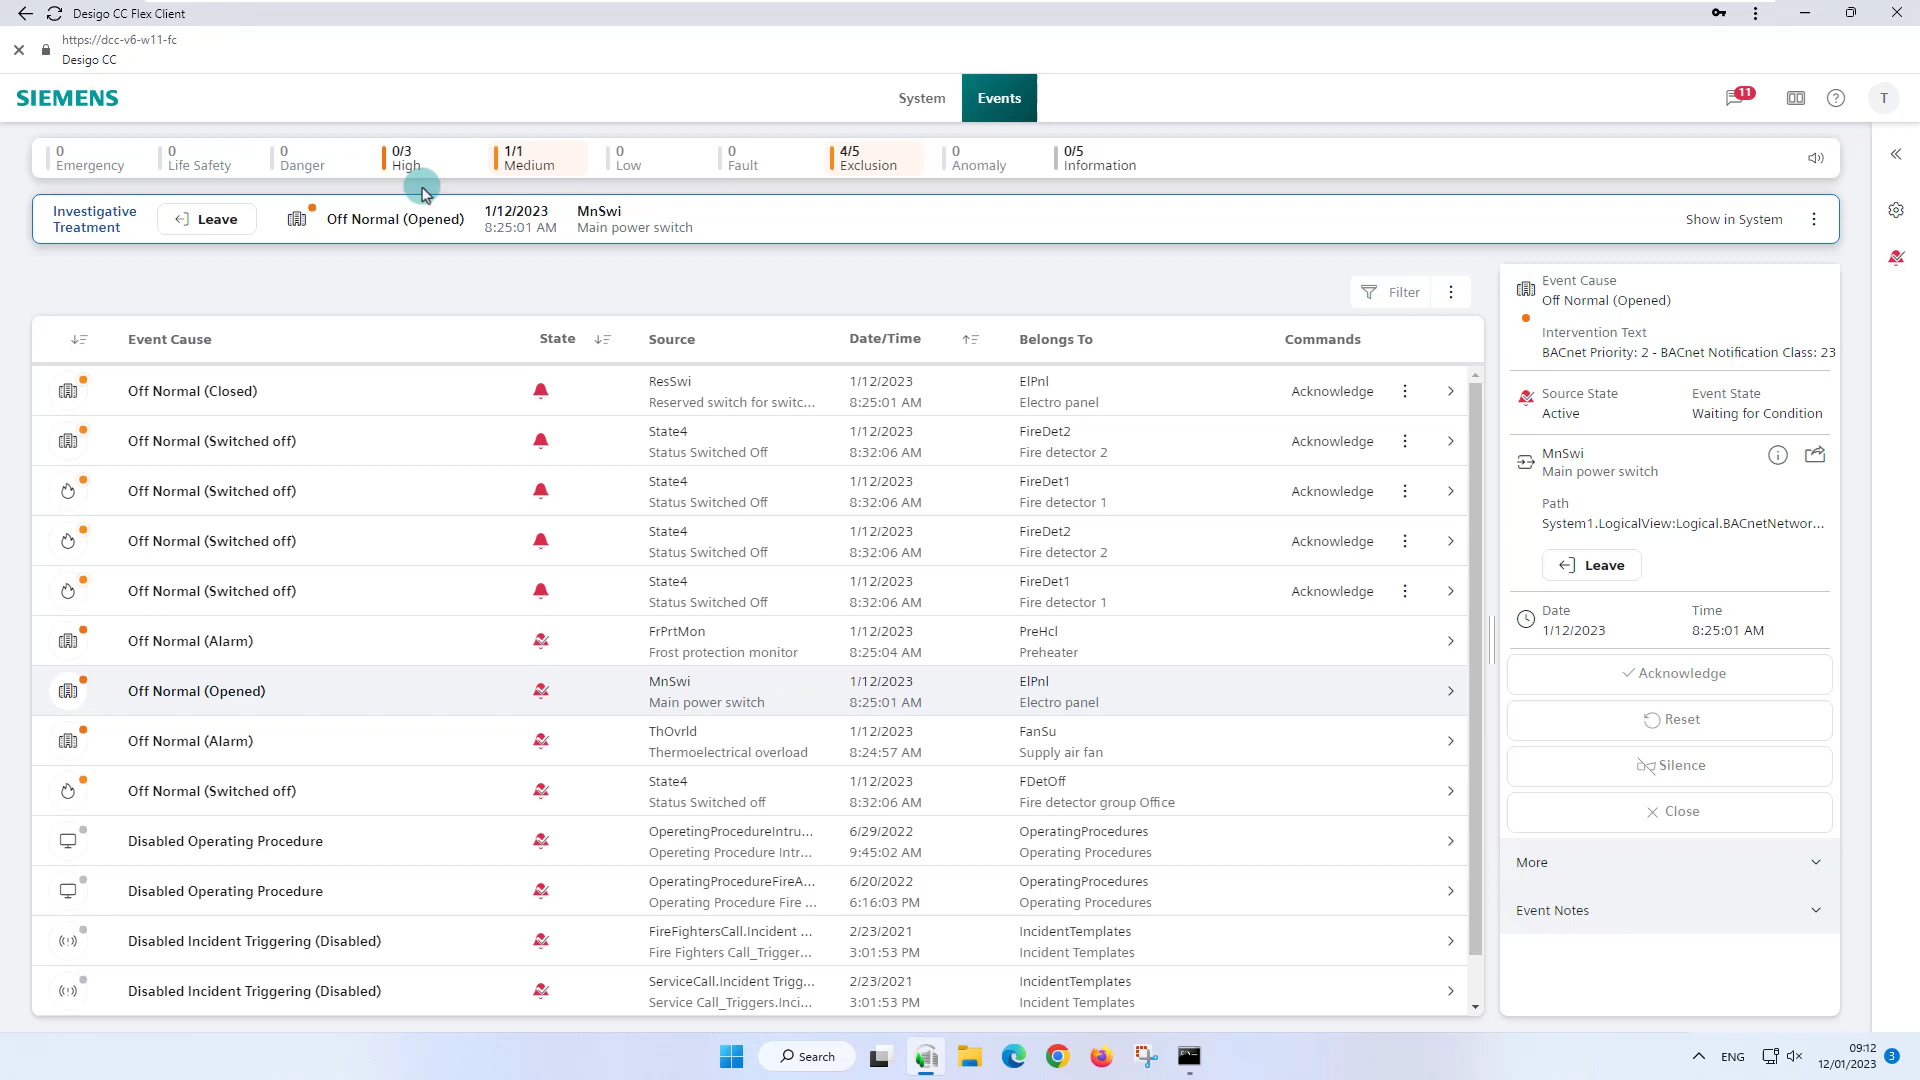 Desigo CC Flex Client
https://dcc-v6-w11-fc
Desigo CC
SIEMENS
System
Events
11
T
0
Emergency
0
Life Safety
0
Danger
0/3
High
1/1
Medium
0
Low
0
Fault
4/5
Exclusion
0
Anomaly
0/5
Information
Investigative
Treatment
Leave
Off Normal (Opened)
1/12/2023
8:25:01 AM
MnSwi
Main power switch
Show in System
Filter
Event Cause State Source Date/Time Belongs To Commands
Off Normal (Closed) ResSwi 1/12/2023 ElPnl Acknowledge
Reserved switch for switc... 8:25:01 AM Electro panel
Off Normal (Switched off) State4 1/12/2023 FireDet2 Acknowledge
Status Switched Off 8:32:06 AM Fire detector 2
Off Normal (Switched off) State4 1/12/2023 FireDet1 Acknowledge
Status Switched Off 8:32:06 AM Fire detector 1
Off Normal (Switched off) State4 1/12/2023 FireDet2 Acknowledge
Status Switched Off 8:32:06 AM Fire detector 2
Off Normal (Switched off) State4 1/12/2023 FireDet1 Acknowledge
Status Switched Off 8:32:06 AM Fire detector 1
Off Normal (Alarm) FrPrtMon 1/12/2023 PreHcl
Frost protection monitor 8:25:04 AM Preheater
Off Normal (Opened) MnSwi 1/12/2023 ElPnl
Main power switch 8:25:01 AM Electro panel
Off Normal (Alarm) ThOvrld 1/12/2023 FanSu
Thermoelectrical overload 8:24:57 AM Supply air fan
Off Normal (Switched off) State4 1/12/2023 FDetOff
Status Switched off 8:32:06 AM Fire detector group Office
Disabled Operating Procedure OperetingProcedureIntru... 6/29/2022 OperatingProcedures
Opereting Procedure Intr... 9:45:02 AM Operating Procedures
Disabled Operating Procedure OperatingProcedureFireA... 6/20/2022 OperatingProcedures
Operating Procedure Fire ... 6:16:03 PM Operating Procedures
Disabled Incident Triggering (Disabled) FireFightersCall.Incident ... 2/23/2021 IncidentTemplates
Fire Fighters Call_Trigger... 3:01:53 PM Incident Templates
Disabled Incident Triggering (Disabled) ServiceCall.Incident Trigg... 2/23/2021 IncidentTemplates
Service Call_Triggers.Inci... 3:01:53 PM Incident Templates
Event Cause
Off Normal (Opened)
Intervention Text
BACnet Priority: 2 - BACnet Notification Class: 23
Source State Event State
Active Waiting for Condition
MnSwi
Main power switch
Path
System1.LogicalView:Logical.BACnetNetwor...
Leave
Date Time
1/12/2023 8:25:01 AM
Acknowledge
Reset
Silence
Close
More
Event Notes
Search
ENG
09:12
12/01/2023
3